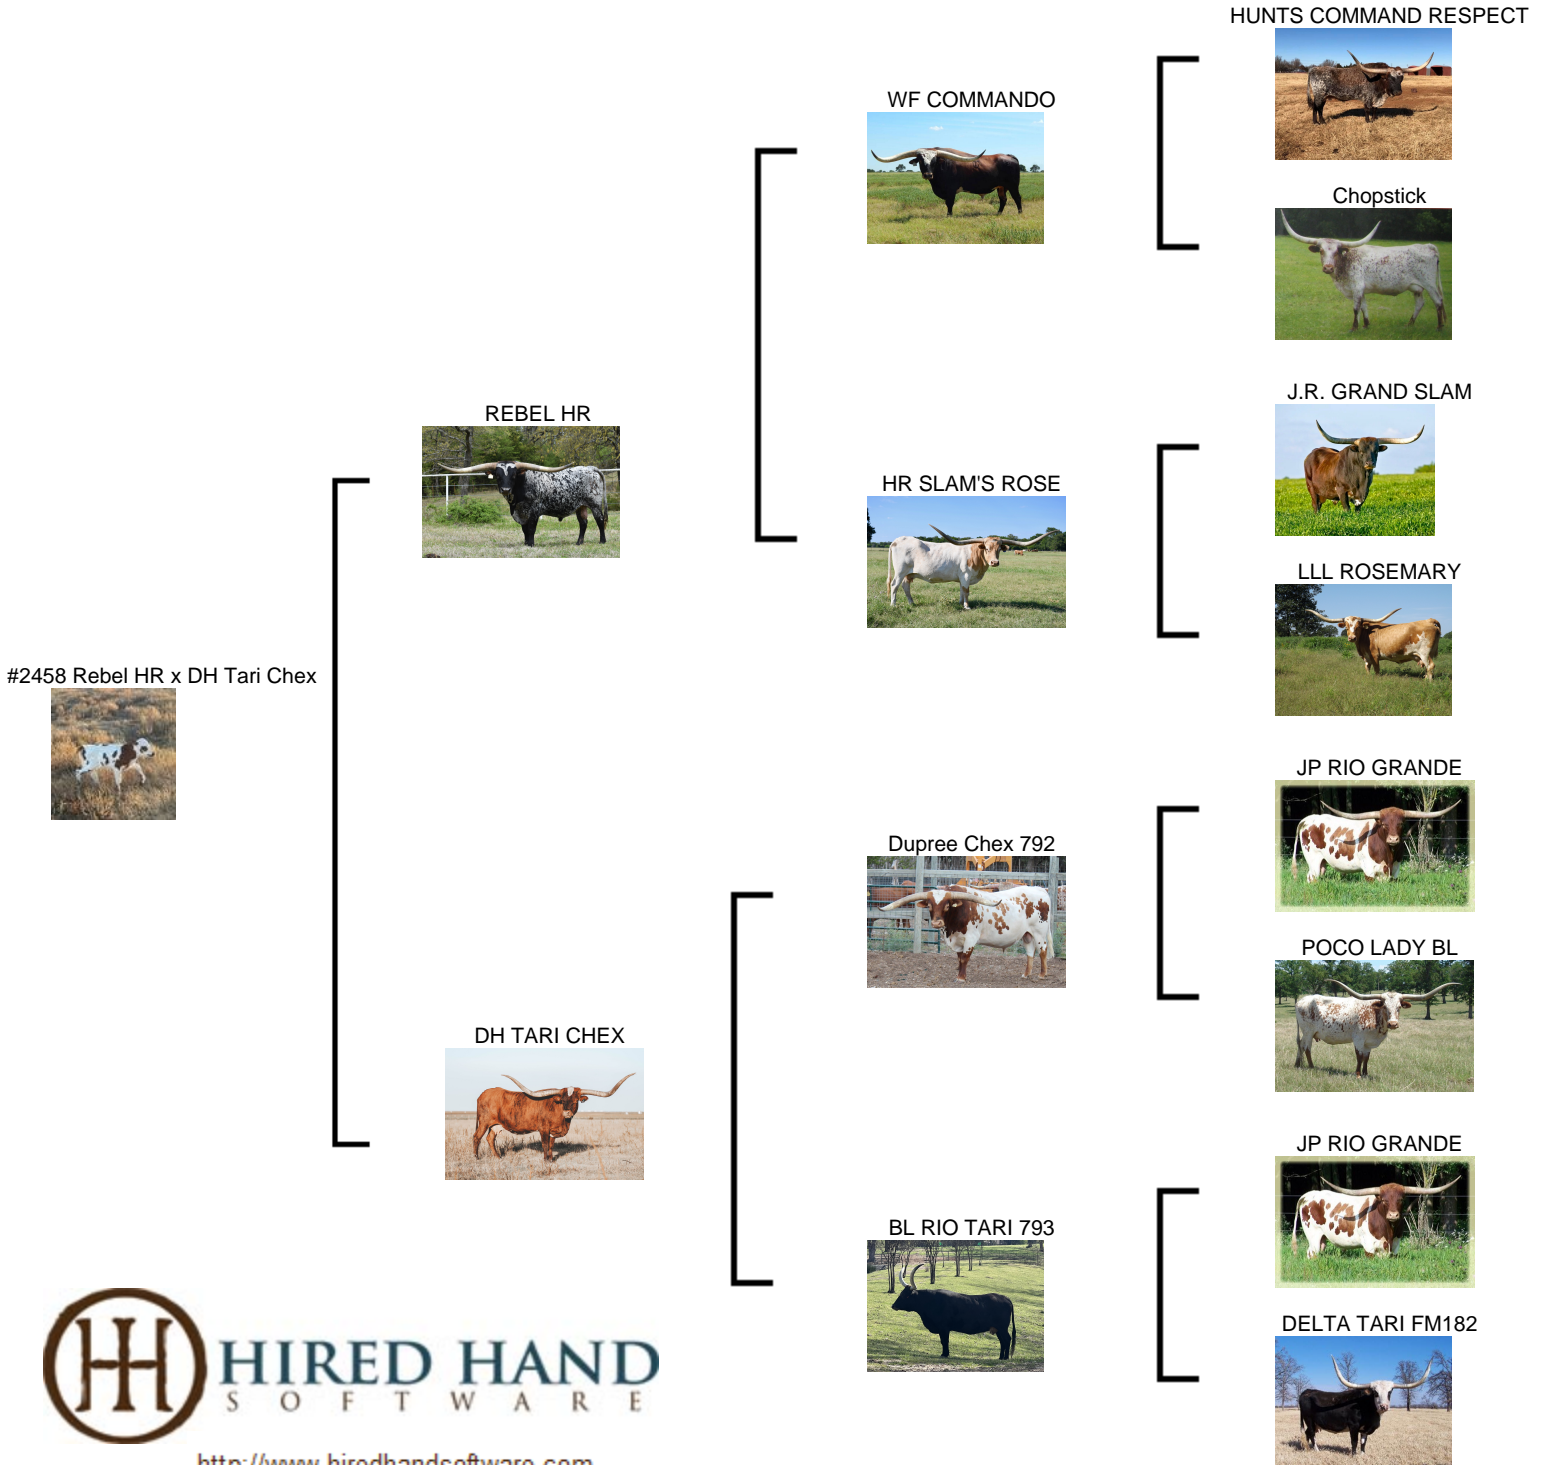 HUNTS COMMAND RESPECT
WF COMMANDO
Chopstick
REBEL HR
J.R. GRAND SLAM
HR SLAM'S ROSE
LLL ROSEMARY
#2458 Rebel HR x DH Tari Chex
JP RIO GRANDE
Dupree Chex 792
POCO LADY BL
DH TARI CHEX
JP RIO GRANDE
BL RIO TARI 793
DELTA TARI FM182
HIRED HAND
SOFTWARE
http://www.hiredhandsoftware.com